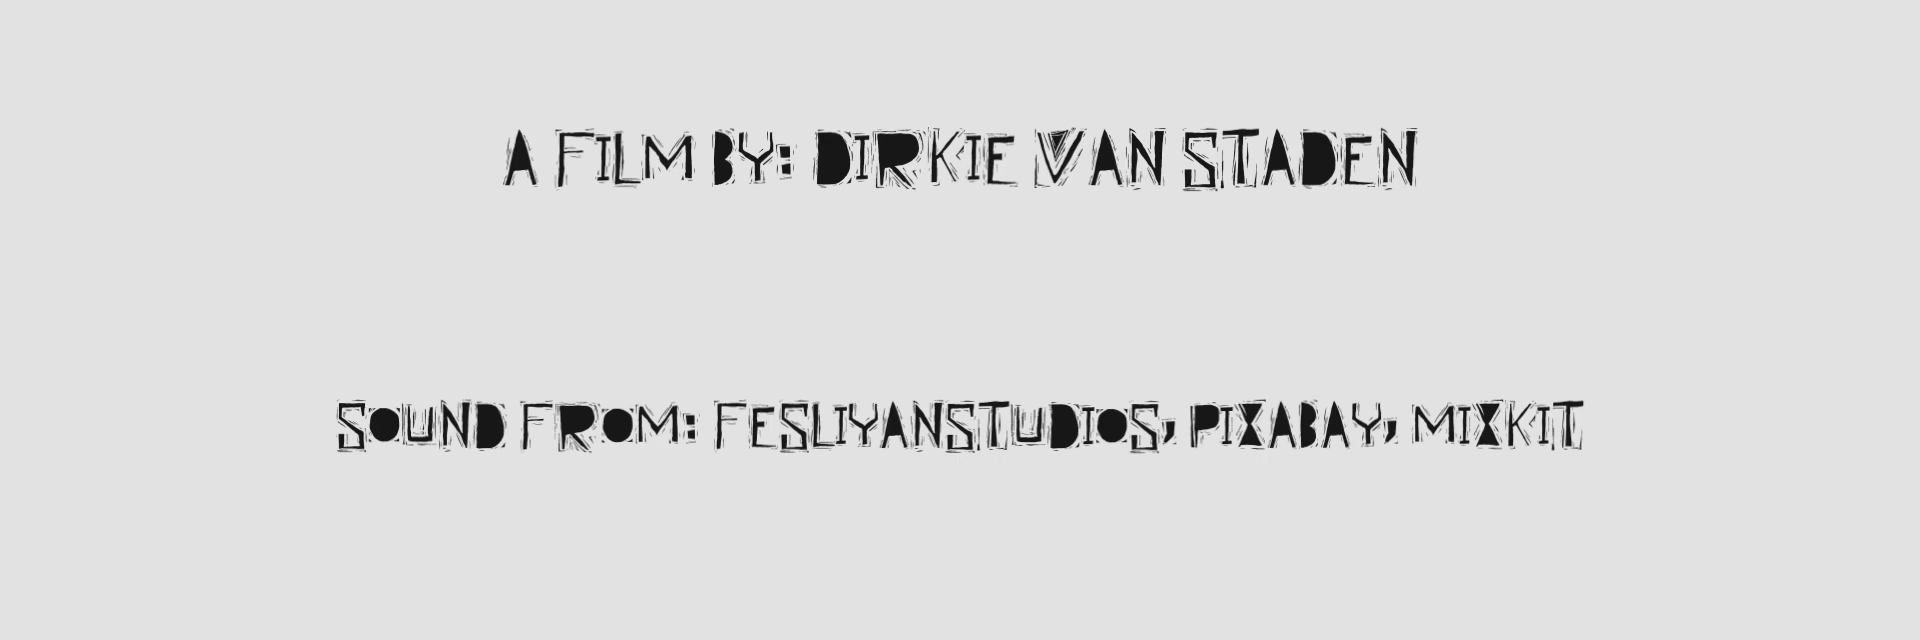 A FILM BY: DIRKIE VAN STADEN
SOUND FROM: FESLIYANSTUDIOS, PIXABAY, MIXKIT